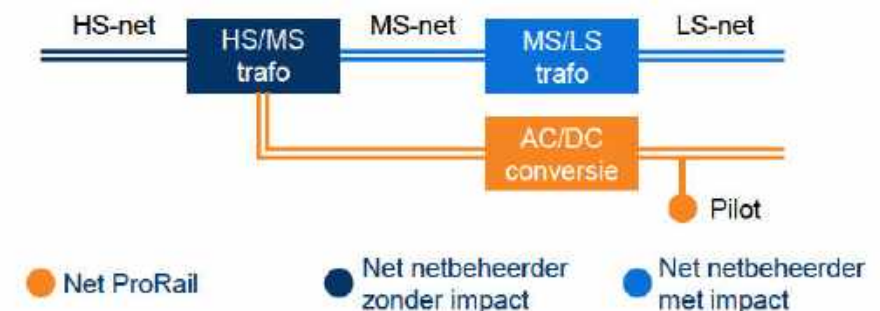 HS-net
HS/MS
trafo
MS-net
MS/LS
trafo
LS-net
AC/DC
conversie
Pilot
Net ProRail
Net netbeheerder
zonder impact
Net netbeheerder
met impact